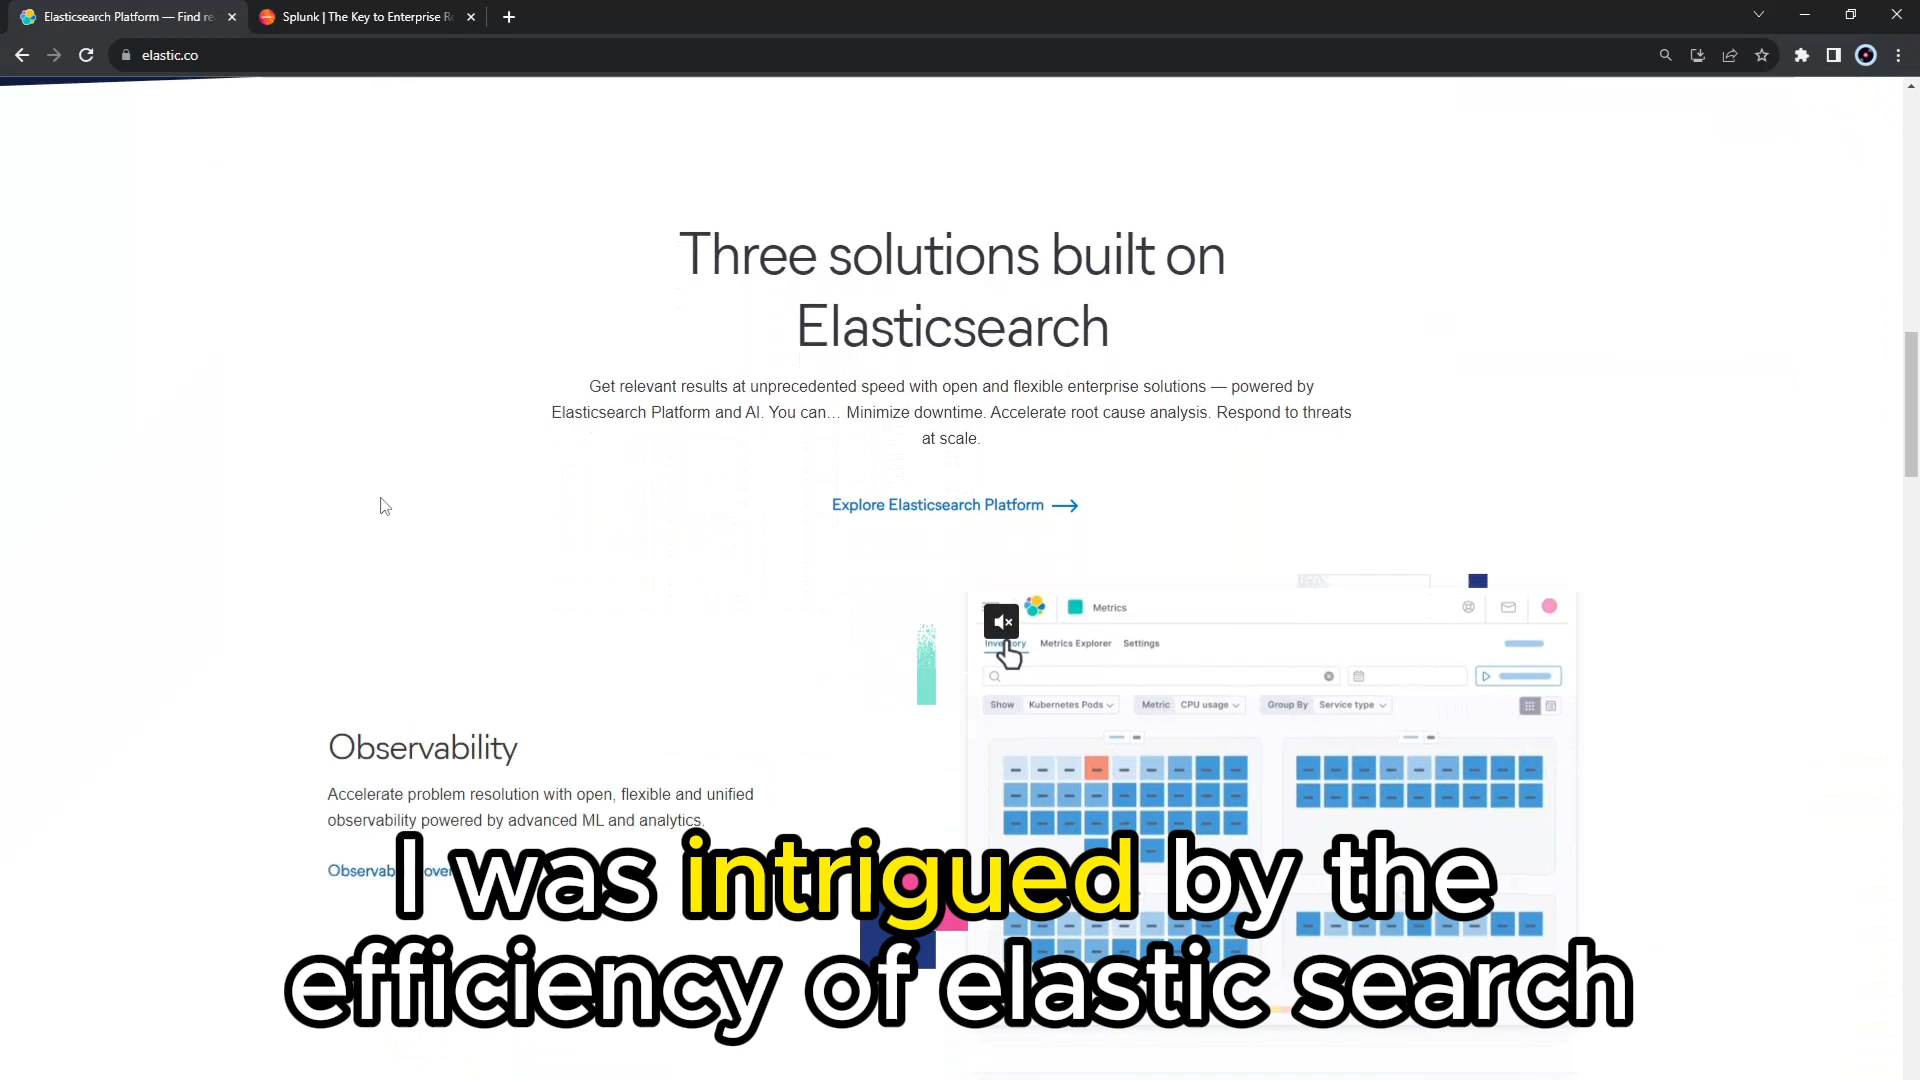 Elasticsearch Platform — Find re
Splunk | The Key to Enterprise R
elastic.co
Three solutions built on
Elasticsearch
Get relevant results at unprecedented speed with open and flexible enterprise solutions — powered by
Elasticsearch Platform and AI. You can… Minimize downtime. Accelerate root cause analysis. Respond to threats
at scale.
Explore Elasticsearch Platform
Metrics
Inventory Metrics Explorer Settings
Show Kubernetes Pods Metric CPU usage Group By Service type
Observability
Accelerate problem resolution with open, flexible and unified
observability powered by advanced ML and analytics.
I was intrigued by the
efficiency of elastic search